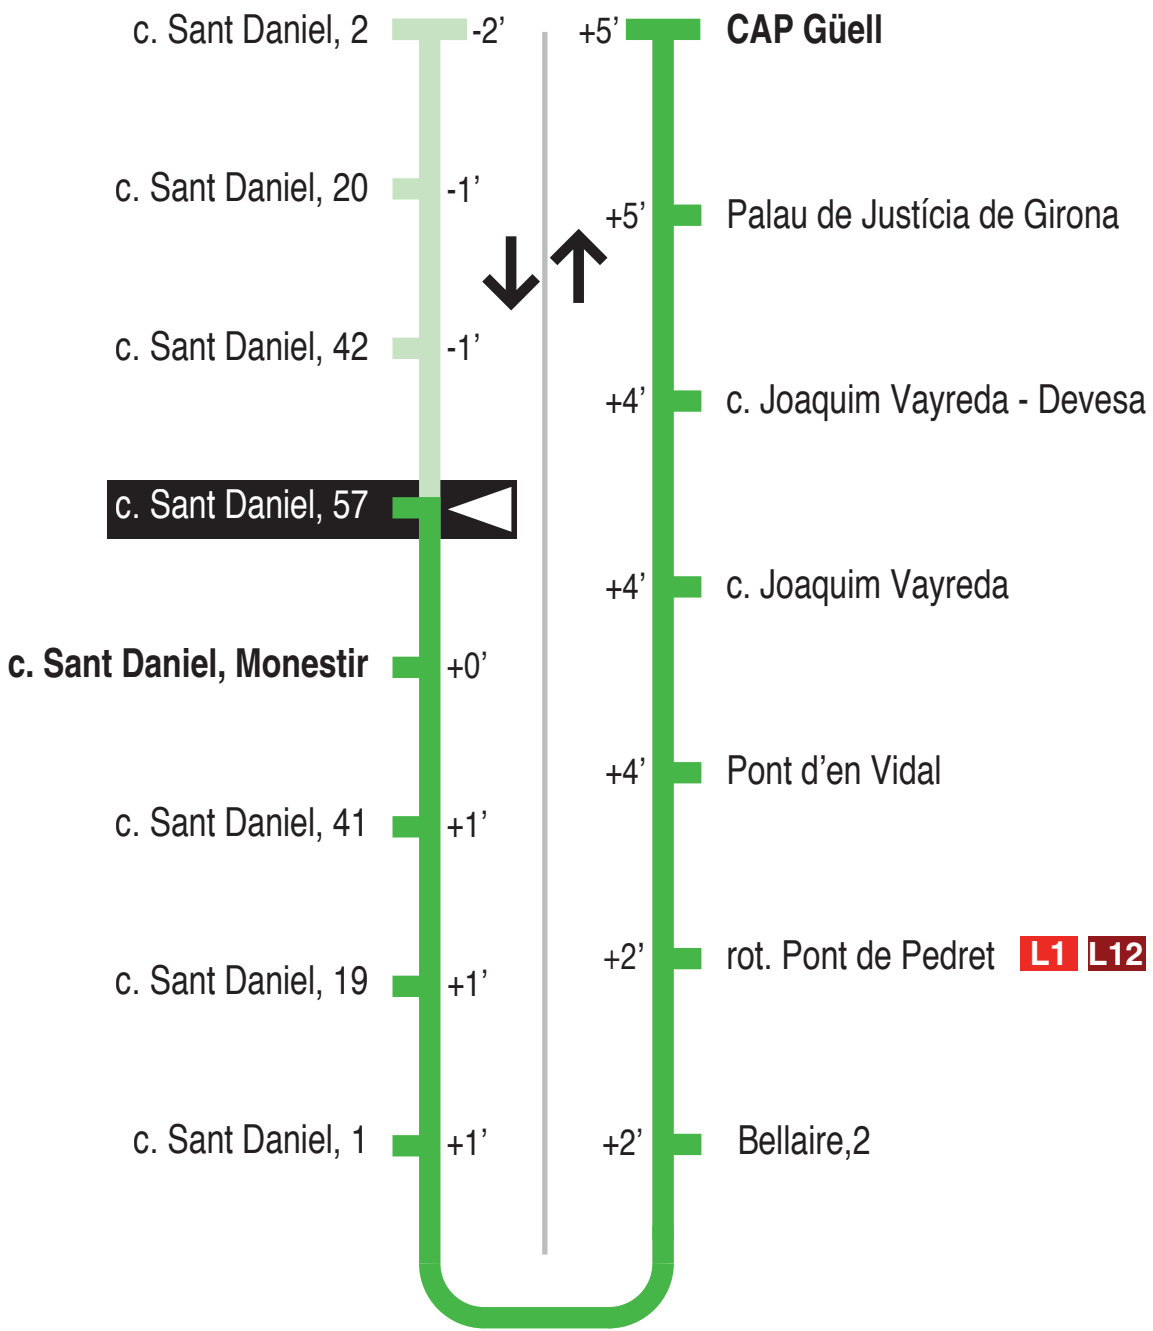 c. Sant Daniel, 2 -2’
c. Sant Daniel, 20 -1’
c. Sant Daniel, 42 -1’
c. Sant Daniel, 57
c. Sant Daniel, Monestir +0’
c. Sant Daniel, 41 +1’
c. Sant Daniel, 19 +1’
c. Sant Daniel, 1 +1’
+5’ CAP Güell
+5’ Palau de Justícia de Girona
+4’ c. Joaquim Vayreda - Devesa
+4’ c. Joaquim Vayreda
+4’ Pont d’en Vidal
+2’ rot. Pont de Pedret L1 L12
+2’ Bellaire,2